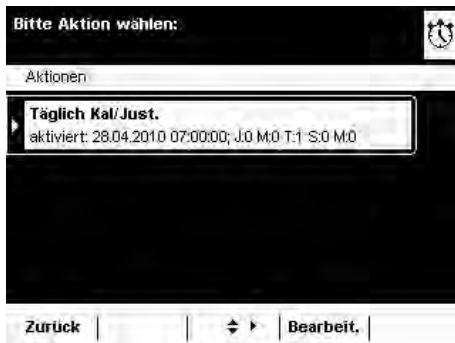 Bitte Aktion wählen:
Aktionen
Täglich Kal/Just.
aktiviert: 28.04.2010 07:00:00; J:0 M:0 T:1 S:0 M:0
Zurück Bearbeit.